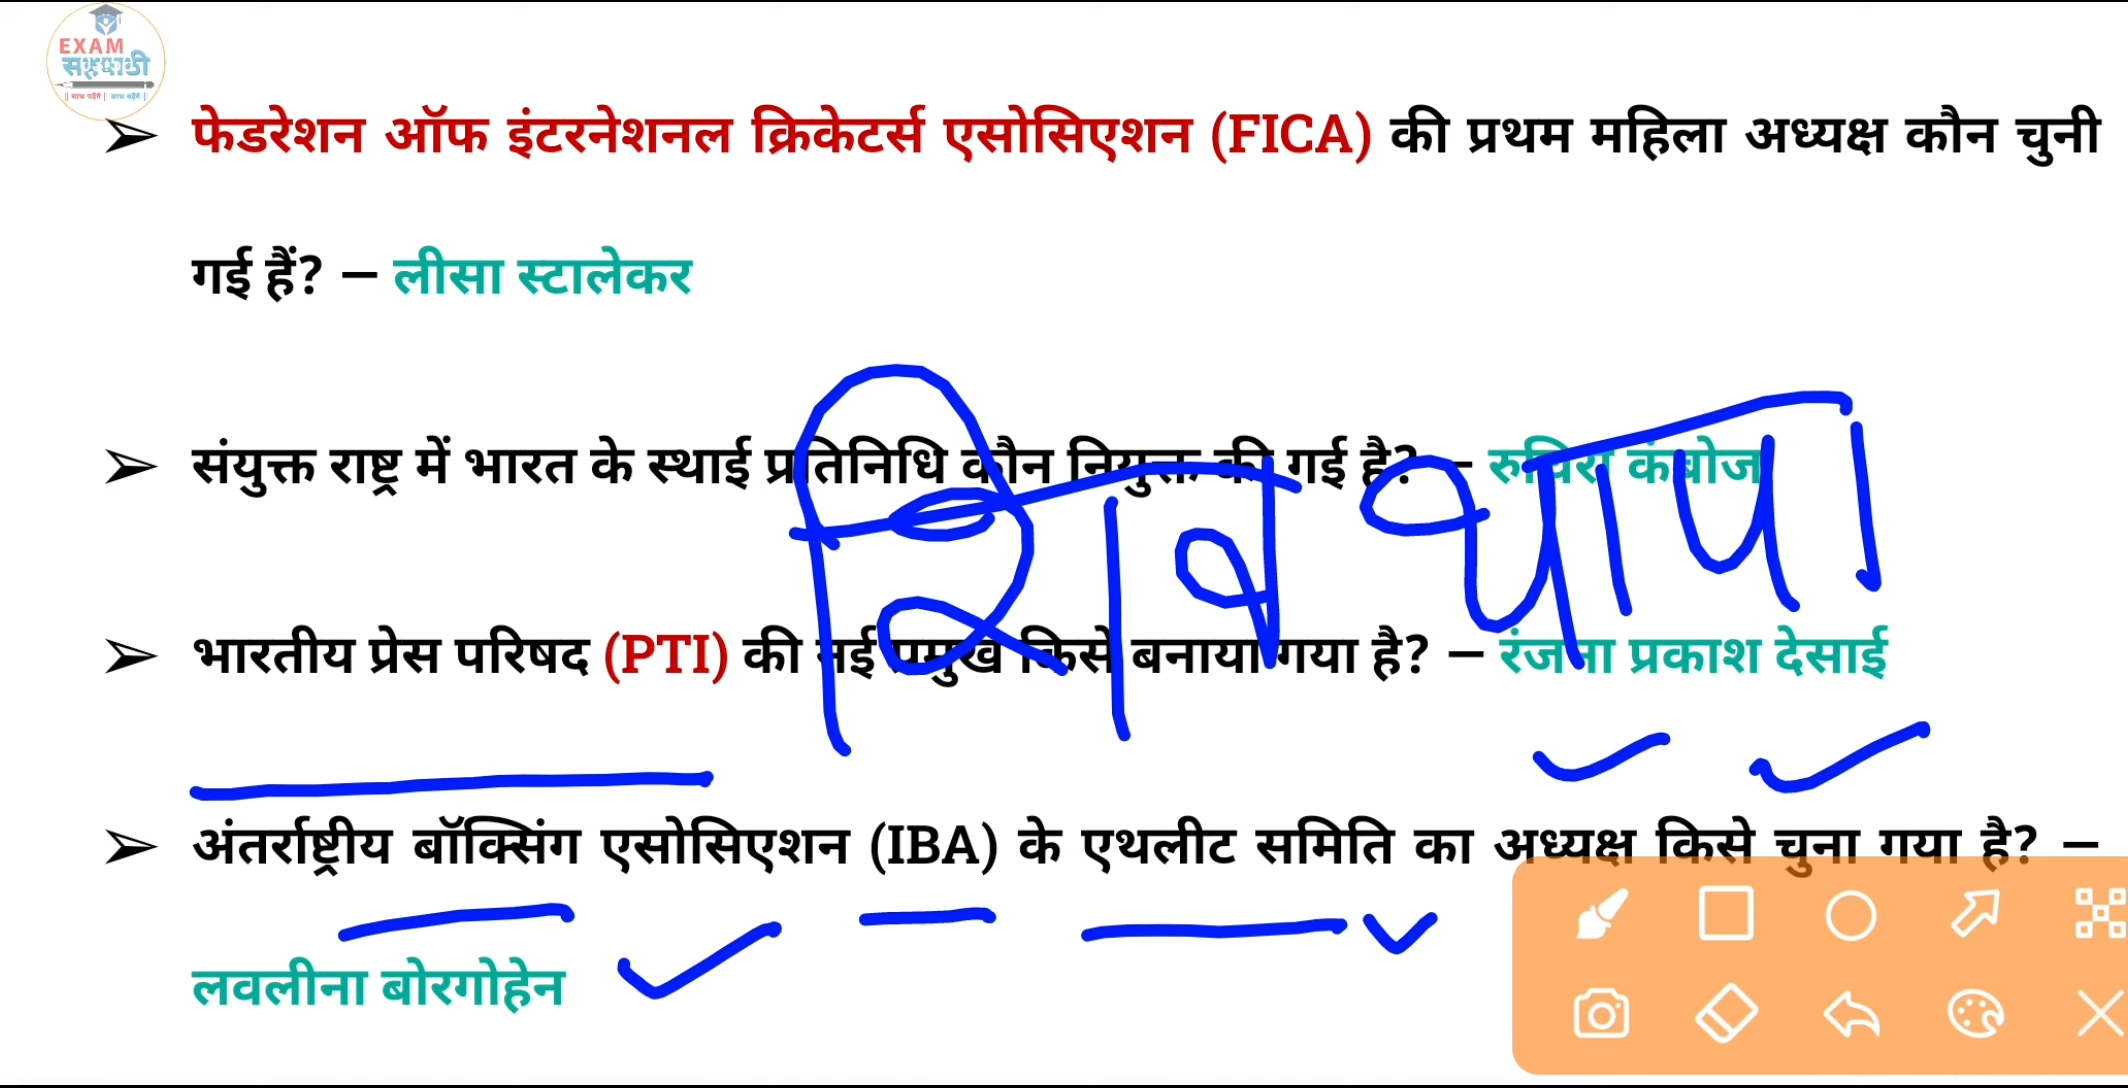 EXAM
सहपाठी
|| साथ पढ़ेंगे | साथ बढ़ेंगे ||
➢ फेडरेशन ऑफ इंटरनेशनल क्रिकेटर्स एसोसिएशन (FICA) की प्रथम महिला अध्यक्ष कौन चुनी
गई हैं? – लीसा स्टालेकर
➢ संयुक्त राष्ट्र में भारत के स्थाई प्रतिनिधि कौन नियुक्त की गई है? – रुचिरा कंबोज
शिव थापा
➢ भारतीय प्रेस परिषद (PTI) की नई प्रमुख किसे बनाया गया है? – रंजना प्रकाश देसाई
➢ अंतर्राष्ट्रीय बॉक्सिंग एसोसिएशन (IBA) के एथलीट समिति का अध्यक्ष किसे चुना गया है? –
लवलीना बोरगोहेन